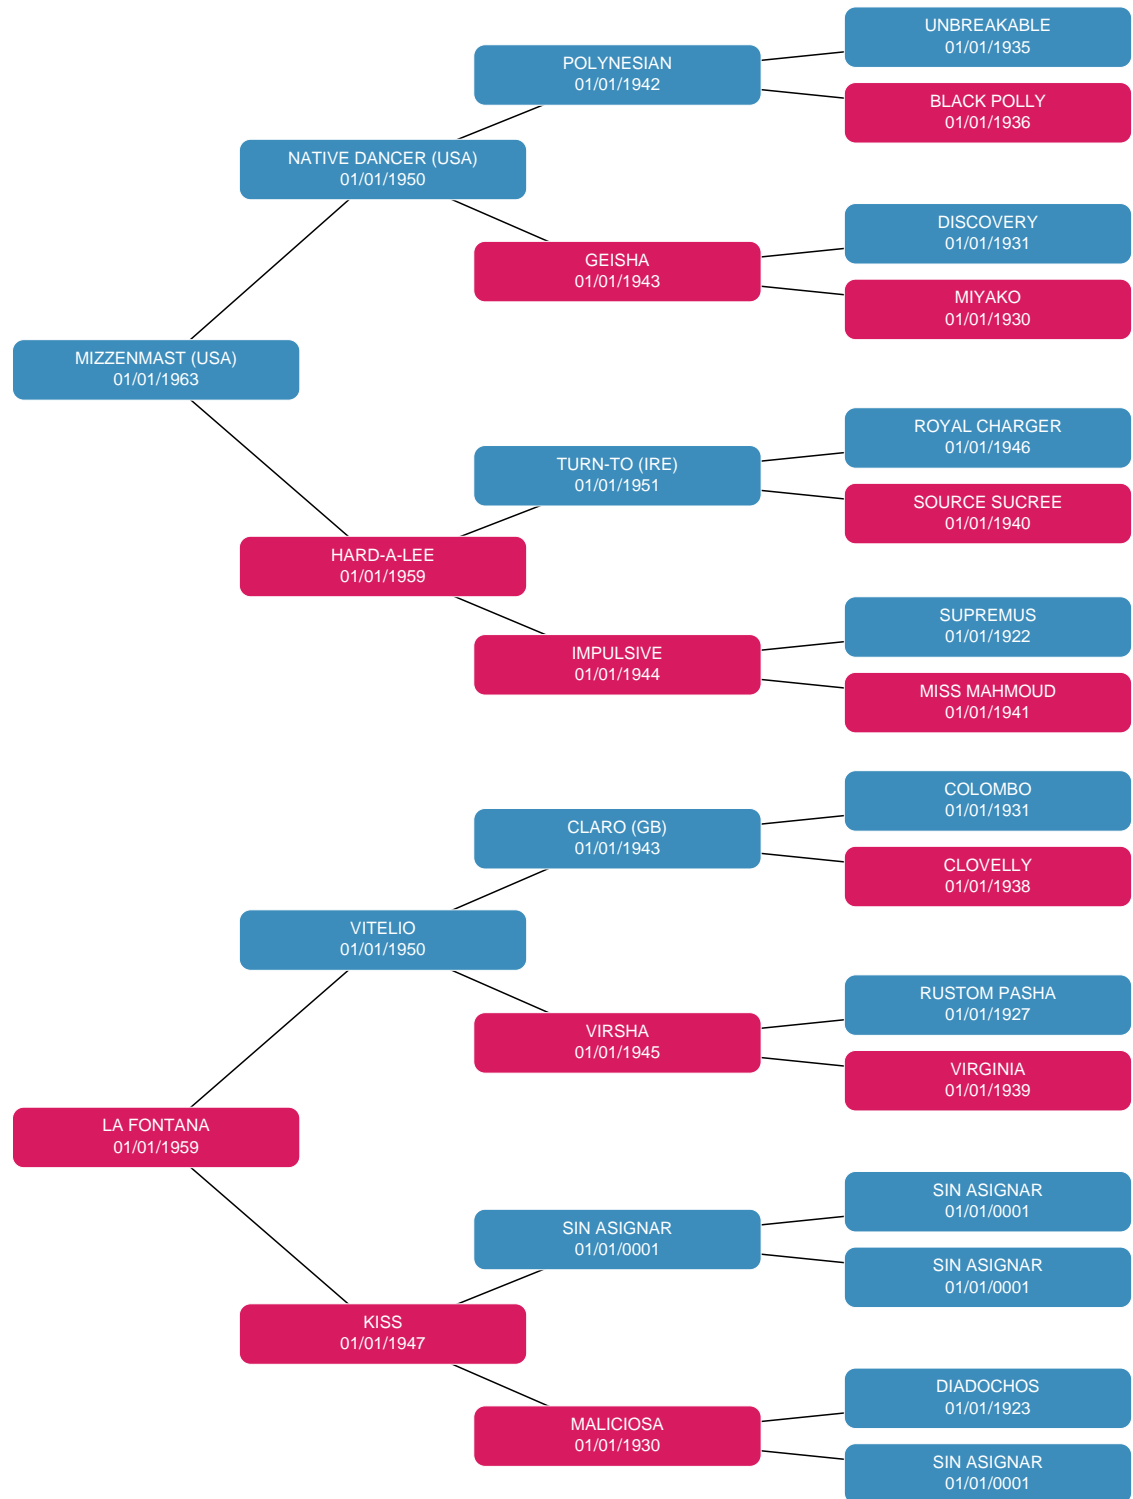 UNBREAKABLE
01/01/1935
POLYNESIAN
01/01/1942
BLACK POLLY
01/01/1936
NATIVE DANCER (USA)
01/01/1950
DISCOVERY
01/01/1931
GEISHA
01/01/1943
MIYAKO
01/01/1930
MIZZENMAST (USA)
01/01/1963
ROYAL CHARGER
01/01/1946
TURN-TO (IRE)
01/01/1951
SOURCE SUCREE
01/01/1940
HARD-A-LEE
01/01/1959
SUPREMUS
01/01/1922
IMPULSIVE
01/01/1944
MISS MAHMOUD
01/01/1941
COLOMBO
01/01/1931
CLARO (GB)
01/01/1943
CLOVELLY
01/01/1938
VITELIO
01/01/1950
RUSTOM PASHA
01/01/1927
VIRSHA
01/01/1945
VIRGINIA
01/01/1939
LA FONTANA
01/01/1959
SIN ASIGNAR
01/01/0001
SIN ASIGNAR
01/01/0001
SIN ASIGNAR
01/01/0001
KISS
01/01/1947
DIADOCHOS
01/01/1923
MALICIOSA
01/01/1930
SIN ASIGNAR
01/01/0001